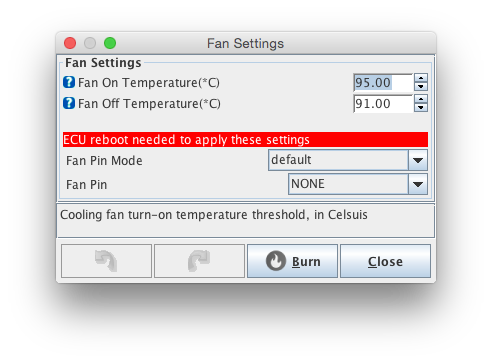 Fan Settings
Fan Settings
? Fan On Temperature(*C) 95.00
? Fan Off Temperature(*C) 91.00
ECU reboot needed to apply these settings
Fan Pin Mode default
Fan Pin NONE
Cooling fan turn-on temperature threshold, in Celsuis
Burn Close